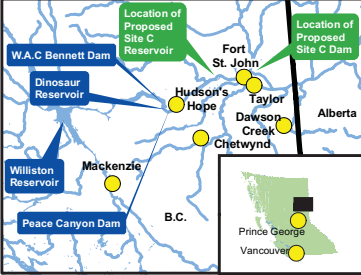 Location of
Proposed
Site C
Reservoir
Location of
Proposed
Site C Dam
W.A.C Bennett Dam
Fort
St. John
Dinosaur
Reservoir
Hudson's
Hope
Taylor
Dawson
Creek
Alberta
Chetwynd
Williston
Reservoir
Mackenzie
Peace Canyon Dam
B.C.
Prince George
Vancouver